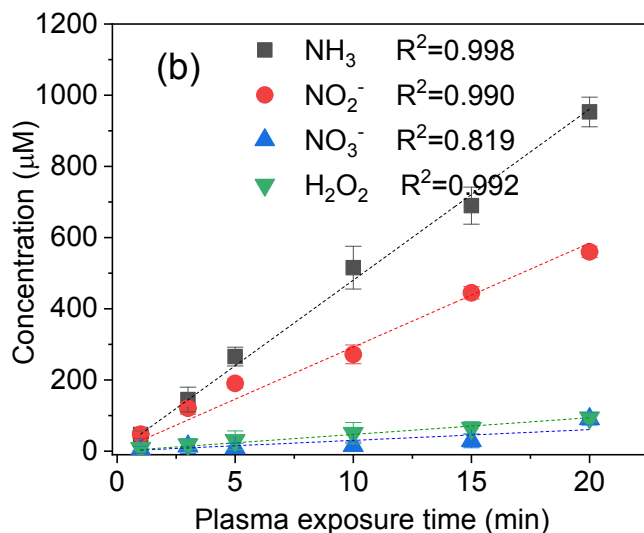 1200
1000
800
600
400
200
0
Concentration (μM)
(b)
NH₃ R²=0.998
NO₂⁻ R²=0.990
NO₃⁻ R²=0.819
H₂O₂ R²=0.992
0 5 10 15 20
Plasma exposure time (min)